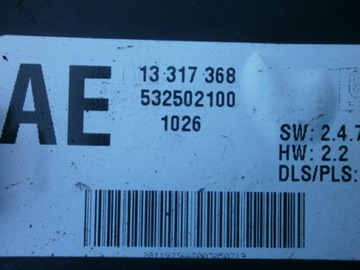 AE
13 317 368
532502100
1026
SW: 2.4.7
HW: 2.2
DLS/PLS: